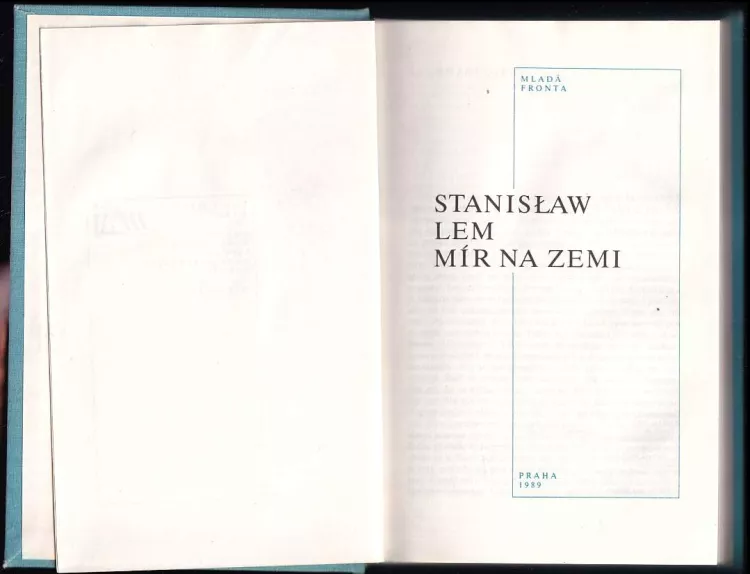 MLADÁ
FRONTA
STANISŁAW
LEM
MÍR NA ZEMI
PRAHA
1989